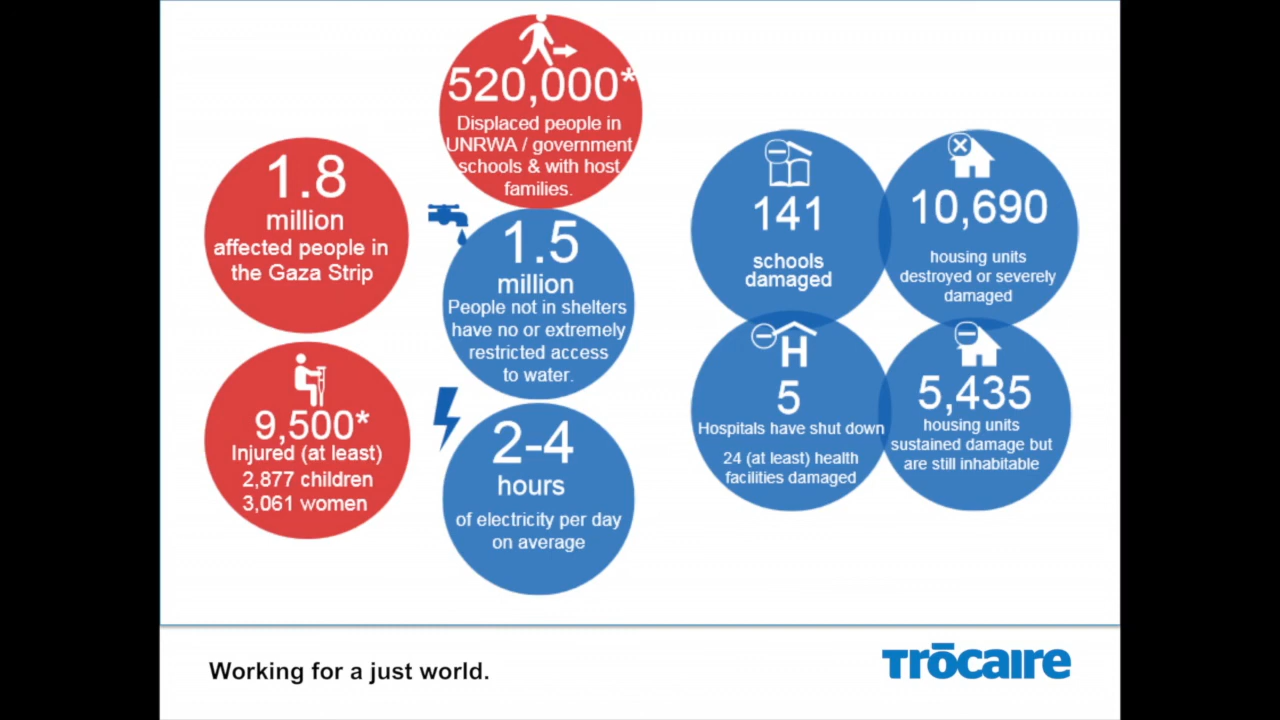 1.8
million
affected people in
the Gaza Strip
9,500*
Injured (at least)
2,877 children
3,061 women
520,000*
Displaced people in
UNRWA / government
schools & with host
families.
1.5
million
People not in shelters
have no or extremely
restricted access
to water.
2-4
hours
of electricity per day
on average
141
schools
damaged
10,690
housing units
destroyed or severely
damaged
H
5
Hospitals have shut down
24 (at least) health
facilities damaged
5,435
housing units
sustained damage but
are still inhabitable
Working for a just world.
Trōcaire